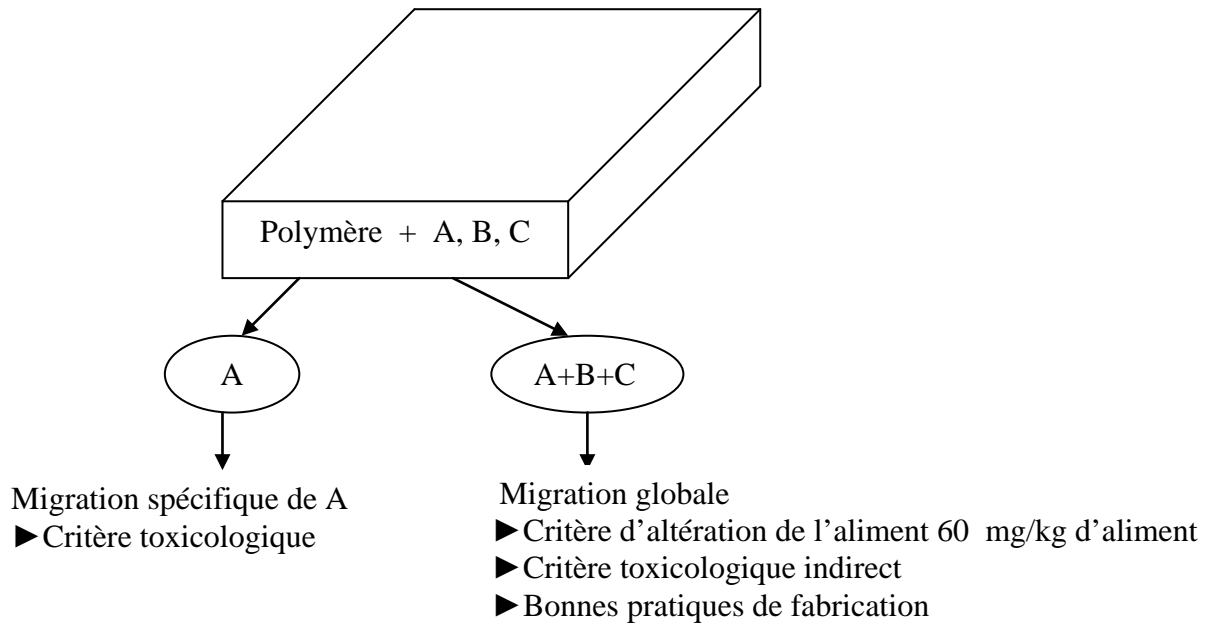 Polymère + A, B, C
A
A+B+C
Migration spécifique de A
►Critère toxicologique
Migration globale
►Critère d’altération de l’aliment 60 mg/kg d’aliment
►Critère toxicologique indirect
►Bonnes pratiques de fabrication